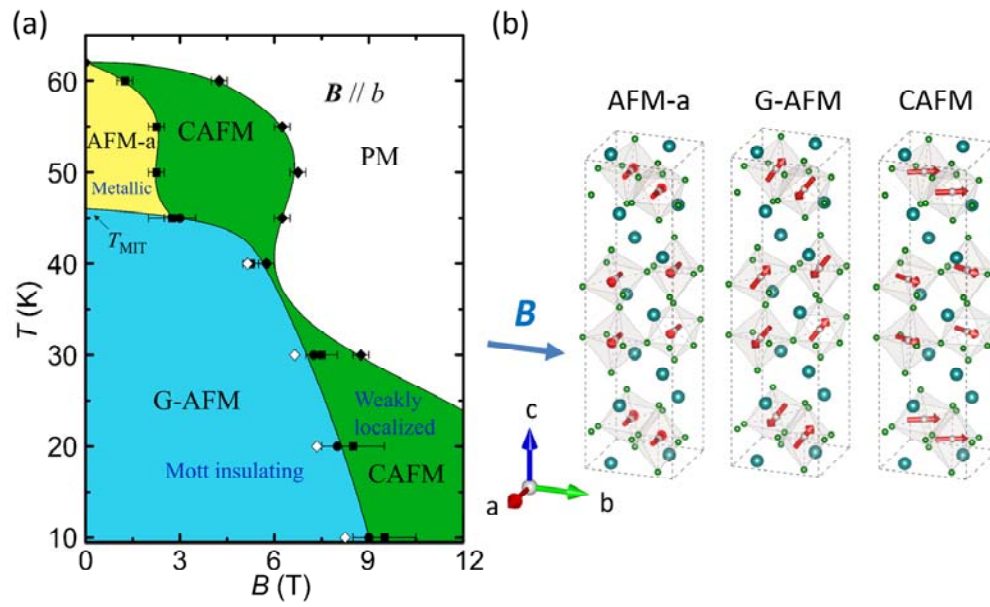 (a)
(b)
60
50
40
30
20
10
T (K)
0
3
6
9
12
B (T)
B // b
AFM-a
Metallic
CAFM
PM
T_MIT
G-AFM
Mott insulating
Weakly
localized
CAFM
AFM-a
G-AFM
CAFM
B
c
a
b